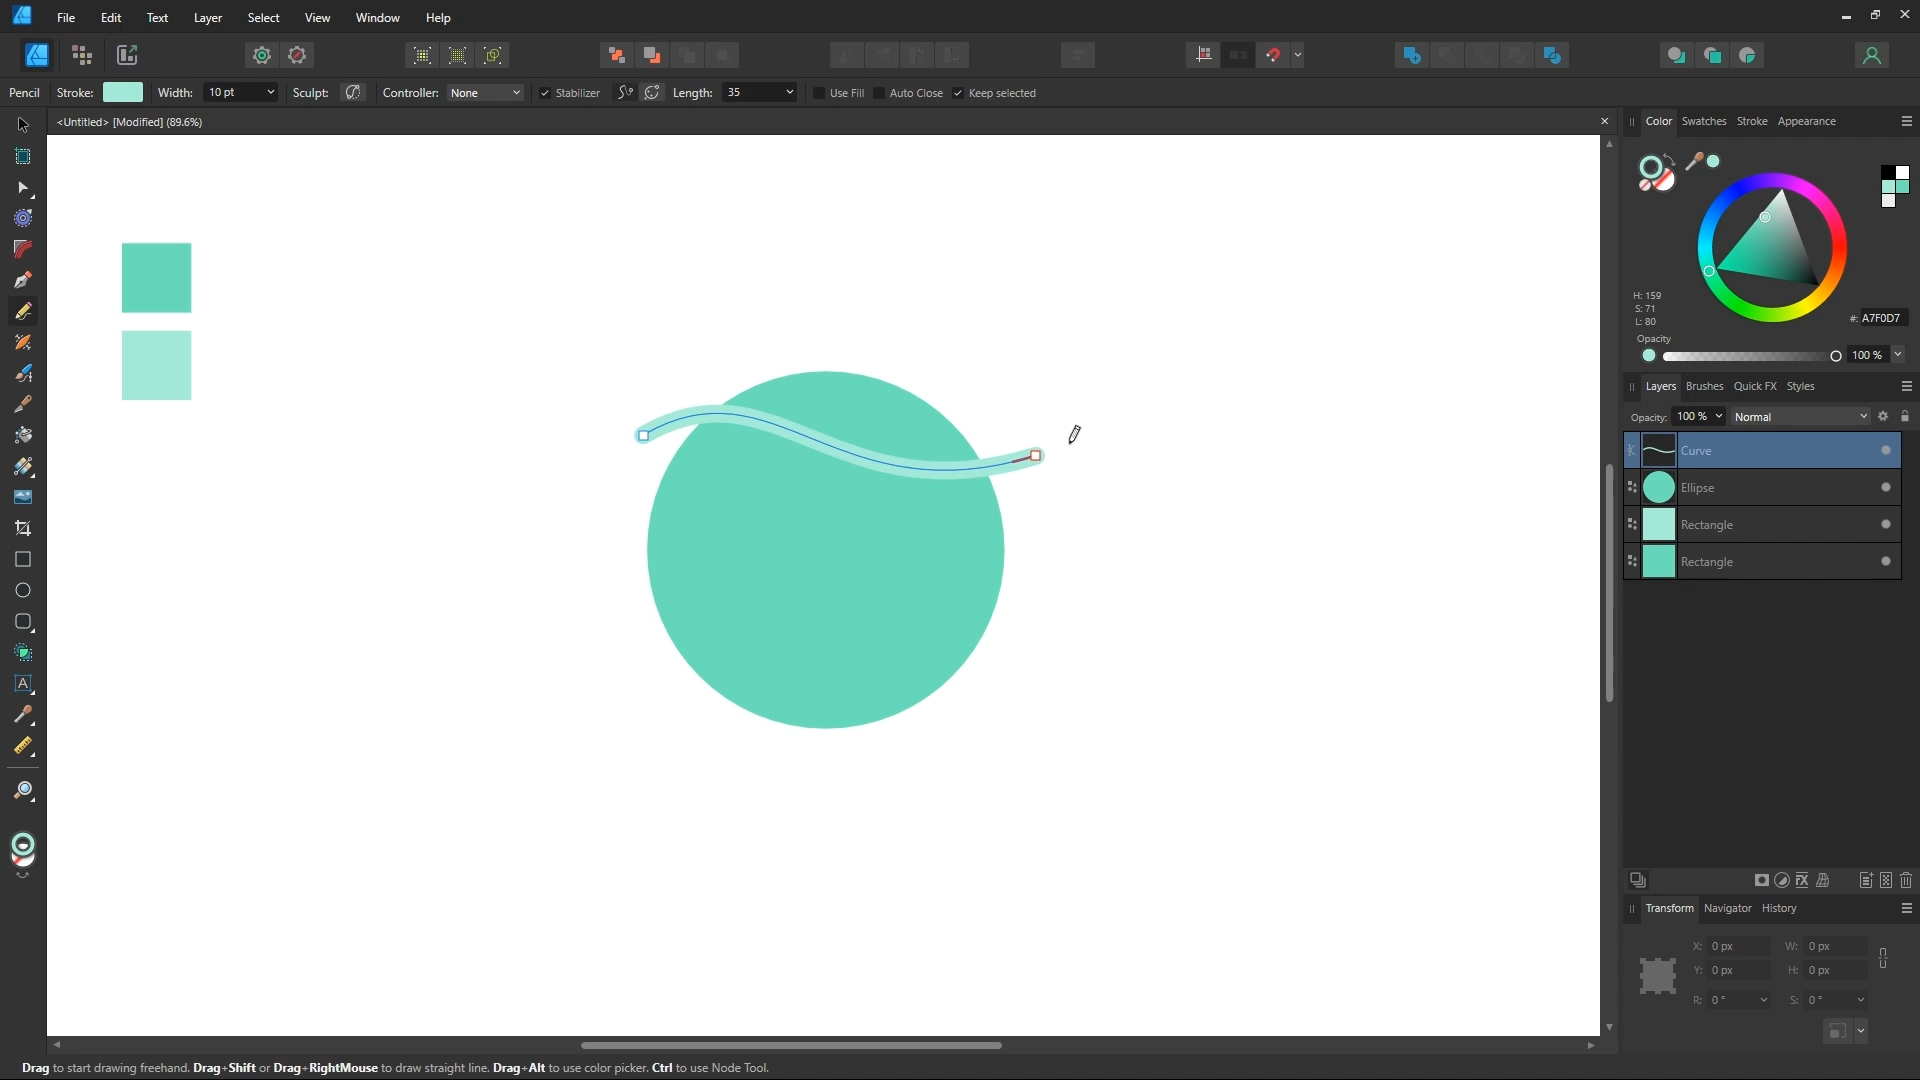 File Edit Text Layer Select View Window Help
Pencil Stroke: Width: 10 pt Sculpt: Controller: None Stabilizer Length: 35 Use Fill Auto Close Keep selected
<Untitled> [Modified] (89.6%)
Color Swatches Stroke Appearance
H: 159
S: 71
L: 80
#: A7F0D7
Opacity
100 %
Layers Brushes Quick FX Styles
Opacity: 100 % Normal
Curve
Ellipse
Rectangle
Rectangle
Transform Navigator History
X: 0 px W: 0 px
Y: 0 px H: 0 px
R: 0 ° S: 0 °
Drag to start drawing freehand. Drag+Shift or Drag+RightMouse to draw straight line. Drag+Alt to use color picker. Ctrl to use Node Tool.